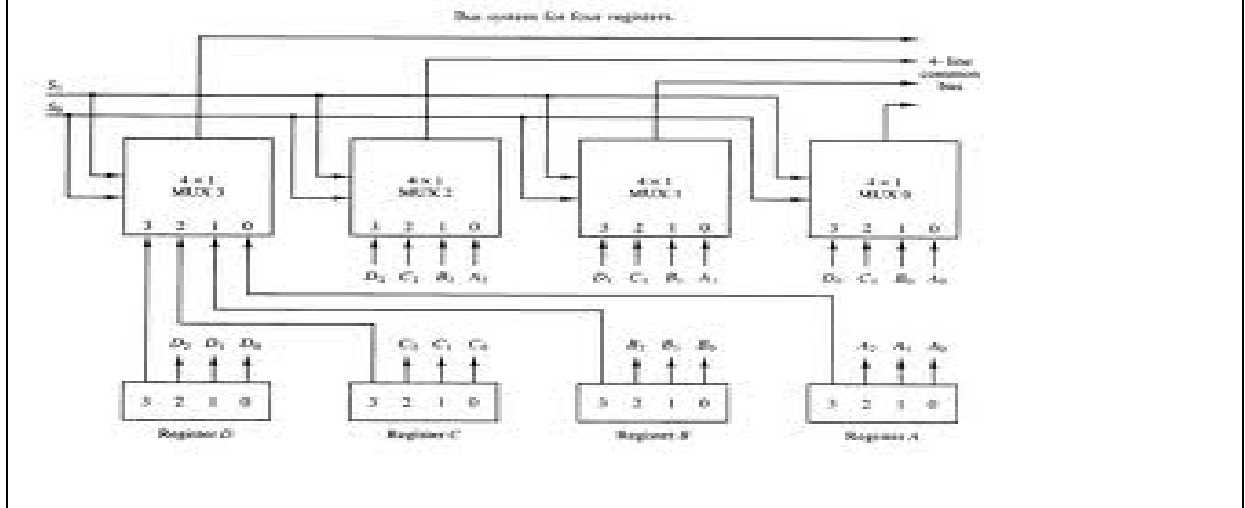 Bus system for four registers.
4-line
common
bus
S₁
S₀
4 × 1
MUX 3
4 × 1
MUX 2
4 × 1
MUX 1
4 × 1
MUX 0
3 2 1 0
3 2 1 0
3 2 1 0
3 2 1 0
D₂ C₂ B₂ A₂
D₁ C₁ B₁ A₁
D₀ C₀ B₀ A₀
D₂ D₁ D₀
C₂ C₁ C₀
B₂ B₁ B₀
A₂ A₁ A₀
3 2 1 0
3 2 1 0
3 2 1 0
3 2 1 0
Register D
Register C
Register B
Register A